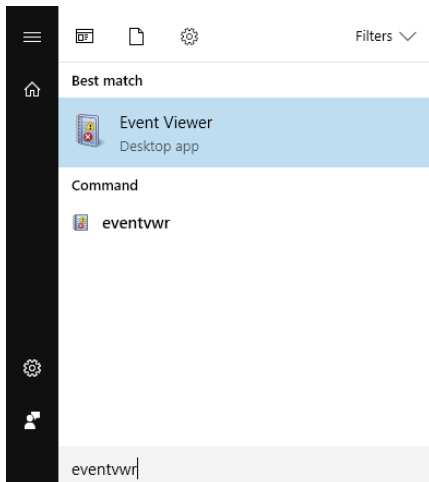 Filters
Best match
Event Viewer
Desktop app
Command
eventvwr
eventvwr